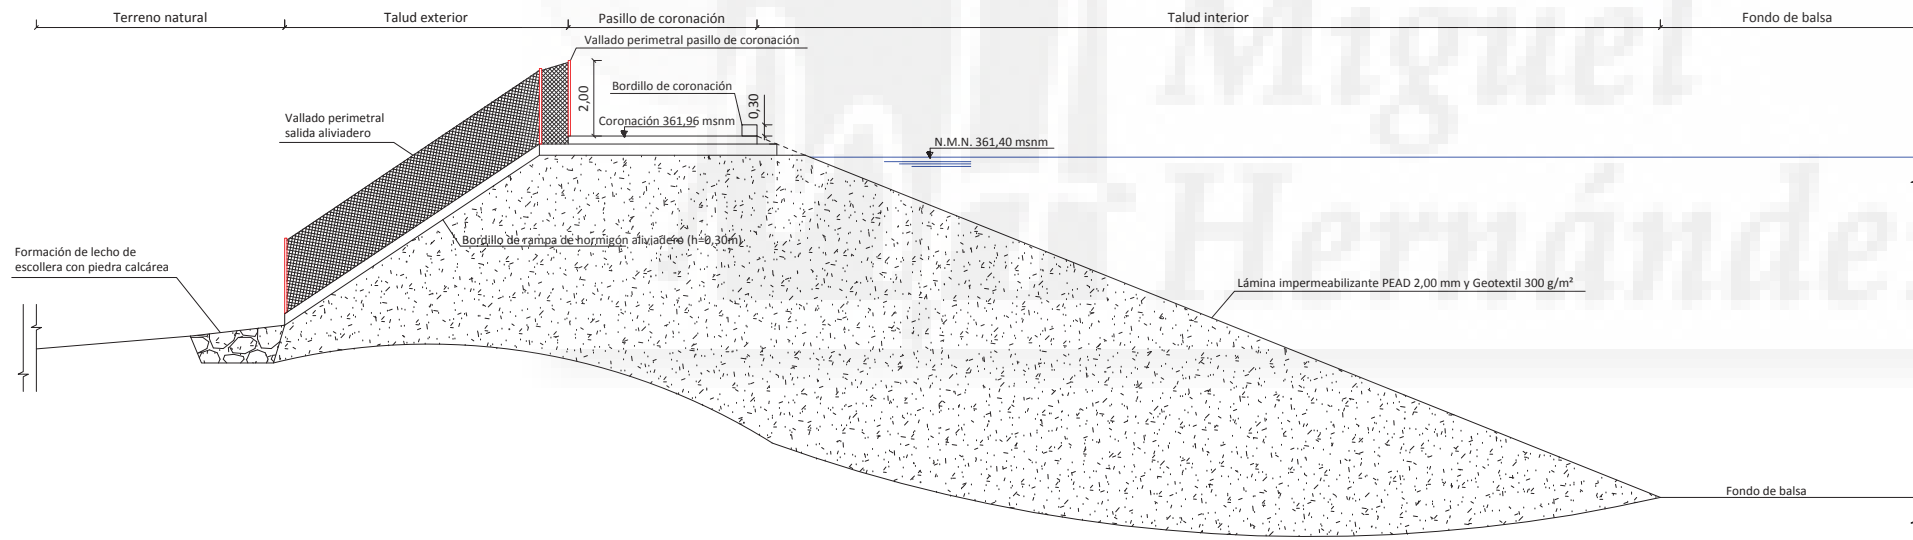 Terreno natural
Talud exterior
Pasillo de coronación
Talud interior
Fondo de balsa
Vallado perimetral pasillo de coronación
Bordillo de coronación
2,00
0,30
Coronación 361,96 msnm
Vallado perimetral
salida aliviadero
N.M.N. 361,40 msnm
Bordillo de rampa de hormigón aliviadero (h=0,30m)
Formación de lecho de
escollera con piedra calcárea
Lámina impermeabilizante PEAD 2,00 mm y Geotextil 300 g/m²
Fondo de balsa
Miguel
Hernández